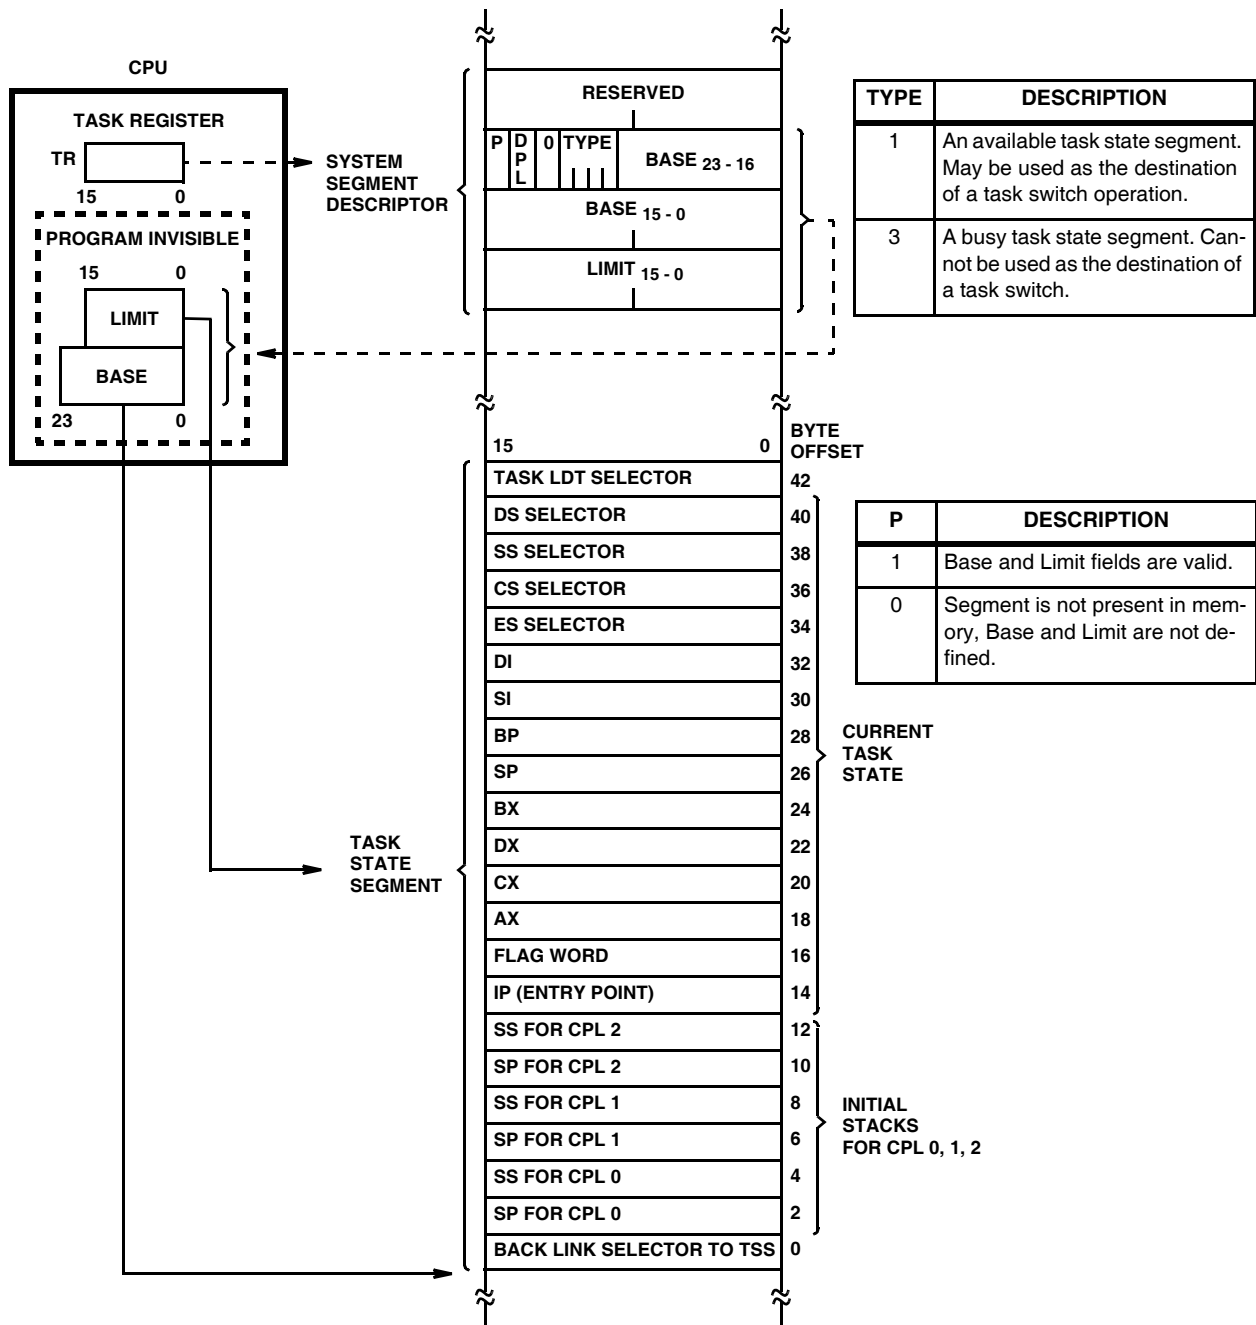 CPU
TASK REGISTER
TR
15 0
PROGRAM INVISIBLE
15 0
LIMIT
BASE
23 0
SYSTEM
SEGMENT
DESCRIPTOR
RESERVED
P DPL 0 TYPE BASE 23 - 16
BASE 15 - 0
LIMIT 15 - 0
TYPE DESCRIPTION
1 An available task state segment.
May be used as the destination
of a task switch operation.
3 A busy task state segment. Can-
not be used as the destination of
a task switch.
15 0
BYTE
OFFSET
TASK LDT SELECTOR 42
DS SELECTOR 40
SS SELECTOR 38
CS SELECTOR 36
ES SELECTOR 34
DI 32
SI 30
BP 28
SP 26
BX 24
DX 22
CX 20
AX 18
FLAG WORD 16
IP (ENTRY POINT) 14
SS FOR CPL 2 12
SP FOR CPL 2 10
SS FOR CPL 1 8
SP FOR CPL 1 6
SS FOR CPL 0 4
SP FOR CPL 0 2
BACK LINK SELECTOR TO TSS 0
TASK
STATE
SEGMENT
P DESCRIPTION
1 Base and Limit fields are valid.
0 Segment is not present in mem-
ory, Base and Limit are not de-
fined.
CURRENT
TASK
STATE
INITIAL
STACKS
FOR CPL 0, 1, 2